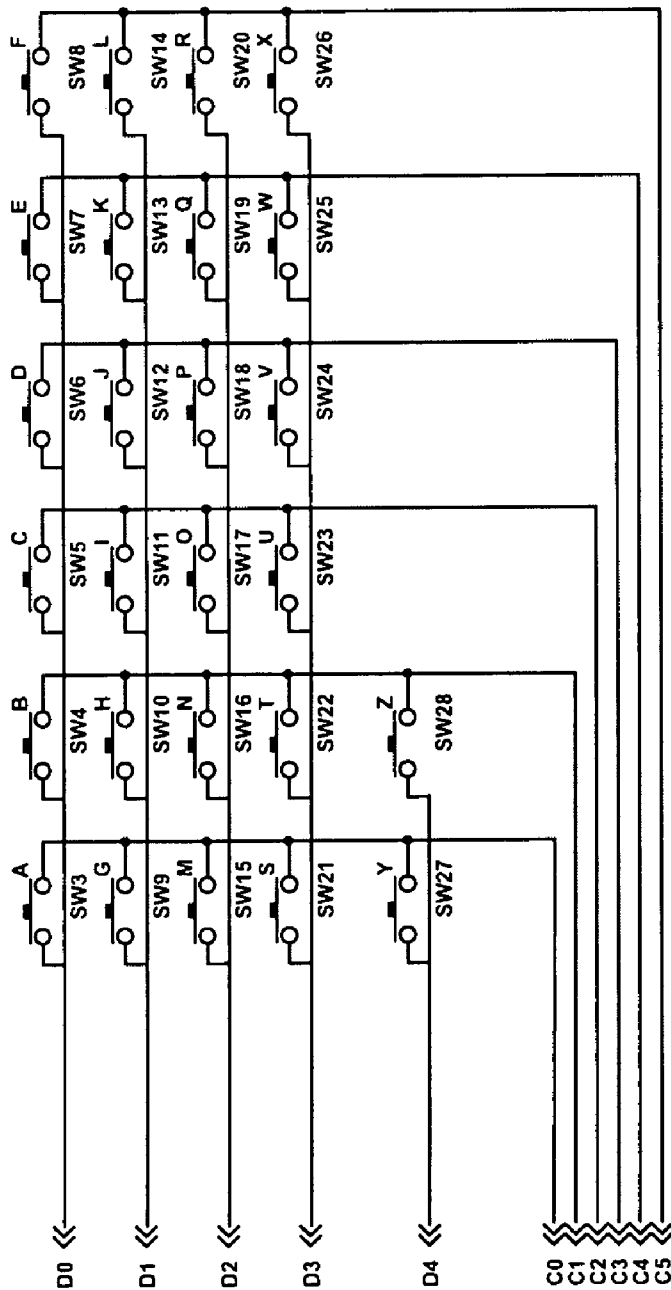 A B C D E F
D0 SW3 SW4 SW5 SW6 SW7 SW8
G H I J K L
D1 SW9 SW10 SW11 SW12 SW13 SW14
M N O P Q R
D2 SW15 SW16 SW17 SW18 SW19 SW20
S T U V W X
D3 SW21 SW22 SW23 SW24 SW25 SW26
Y Z
D4 SW27 SW28
C0
C1
C2
C3
C4
C5